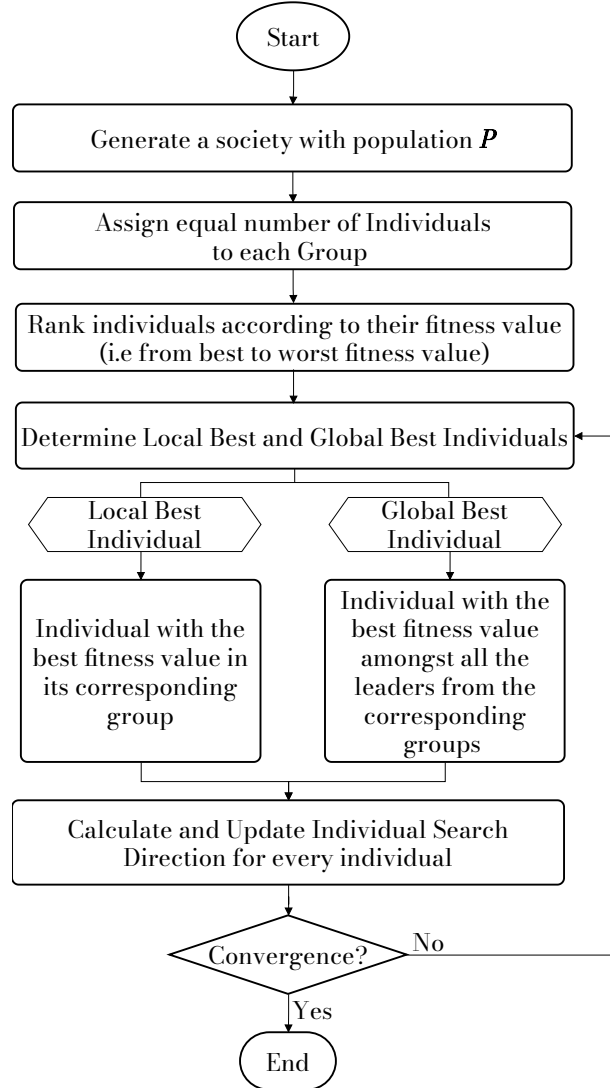 Start
Generate a society with population P
Assign equal number of Individuals
to each Group
Rank individuals according to their fitness value
(i.e from best to worst fitness value)
Determine Local Best and Global Best Individuals
Local Best
Individual
Global Best
Individual
Individual with the
best fitness value in
its corresponding
group
Individual with the
best fitness value
amongst all the
leaders from the
corresponding
groups
Calculate and Update Individual Search
Direction for every individual
Convergence?
No
Yes
End